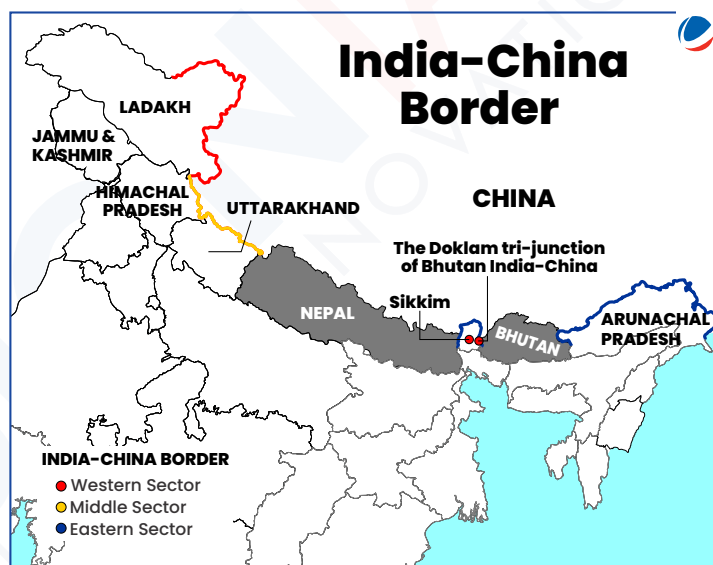 India-China
Border
LADAKH
JAMMU &
KASHMIR
HIMACHAL
PRADESH
UTTARAKHAND
CHINA
The Doklam tri-junction
of Bhutan India-China
Sikkim
NEPAL
BHUTAN
ARUNACHAL
PRADESH
INDIA-CHINA BORDER
Western Sector
Middle Sector
Eastern Sector